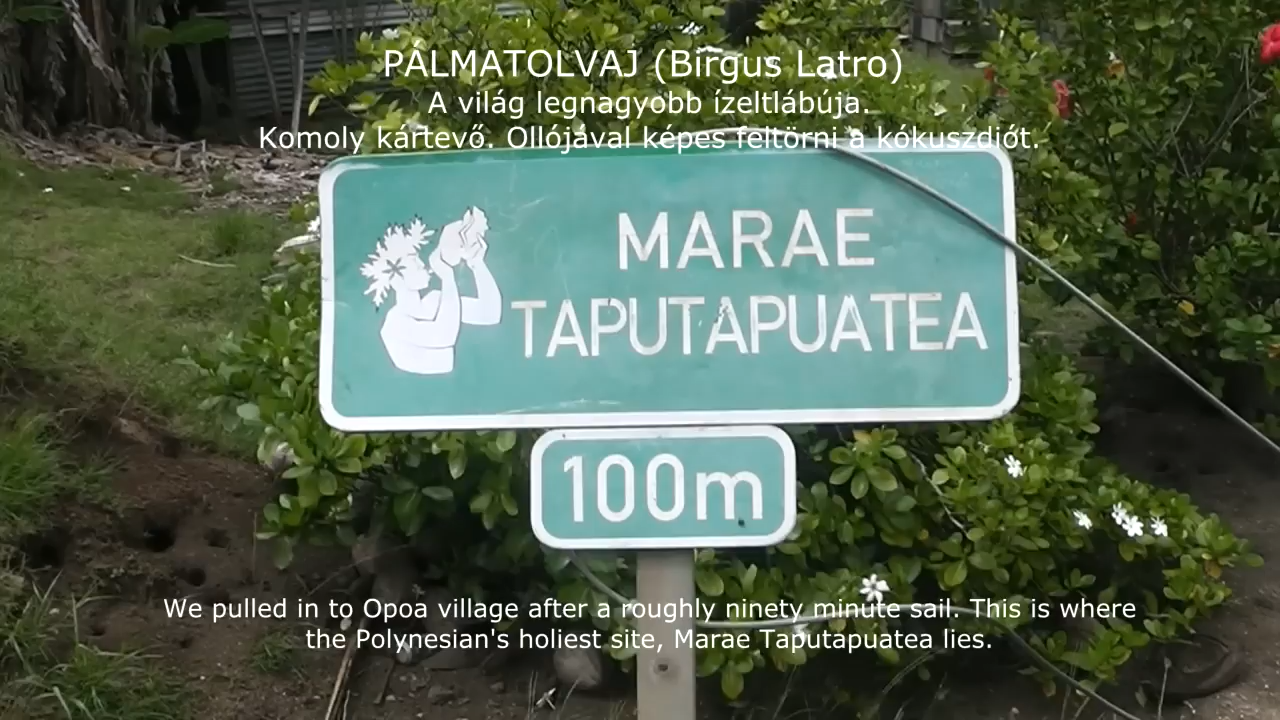 PÁLMATOLVAJ (Birgus Latro)
A világ legnagyobb ízeltlábúja.
Komoly kártevő. Ollójával képes feltörni a kókuszdiót.
MARAE
TAPUTAPUATEA
100m
We pulled in to Opoa village after a roughly ninety minute sail. This is where
the Polynesian's holiest site, Marae Taputapuatea lies.